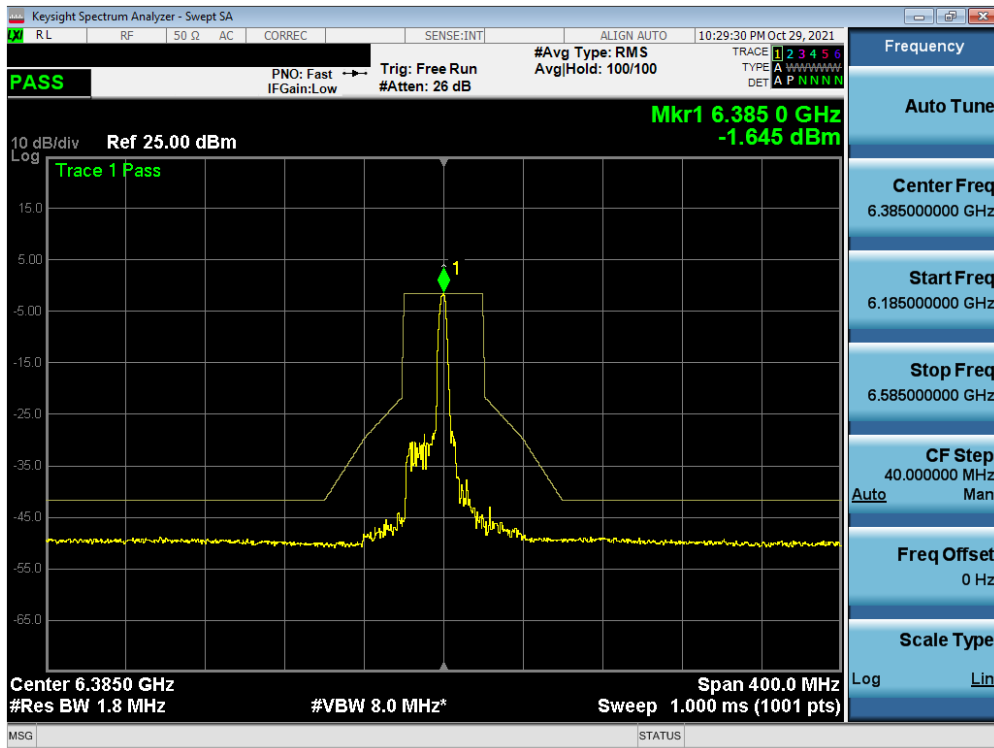 Keysight Spectrum Analyzer - Swept SA
LXI RL RF 50 Ω AC CORREC SENSE:INT ALIGN AUTO 10:29:30 PM Oct 29, 2021
PASS
PNO: Fast
IFGain:Low
Trig: Free Run
#Atten: 26 dB
#Avg Type: RMS
Avg|Hold: 100/100
TRACE 1 2 3 4 5 6
TYPE A WWWWW
DET A P N N N N
Mkr1 6.385 0 GHz
-1.645 dBm
10 dB/div Ref 25.00 dBm
Log
Trace 1 Pass
15.0
5.00
1
-5.00
-15.0
-25.0
-35.0
-45.0
-55.0
-65.0
Center 6.3850 GHz Span 400.0 MHz
#Res BW 1.8 MHz #VBW 8.0 MHz* Sweep 1.000 ms (1001 pts)
MSG STATUS
Frequency
Auto Tune
Center Freq
6.385000000 GHz
Start Freq
6.185000000 GHz
Stop Freq
6.585000000 GHz
CF Step
40.000000 MHz
Auto Man
Freq Offset
0 Hz
Scale Type
Log Lin